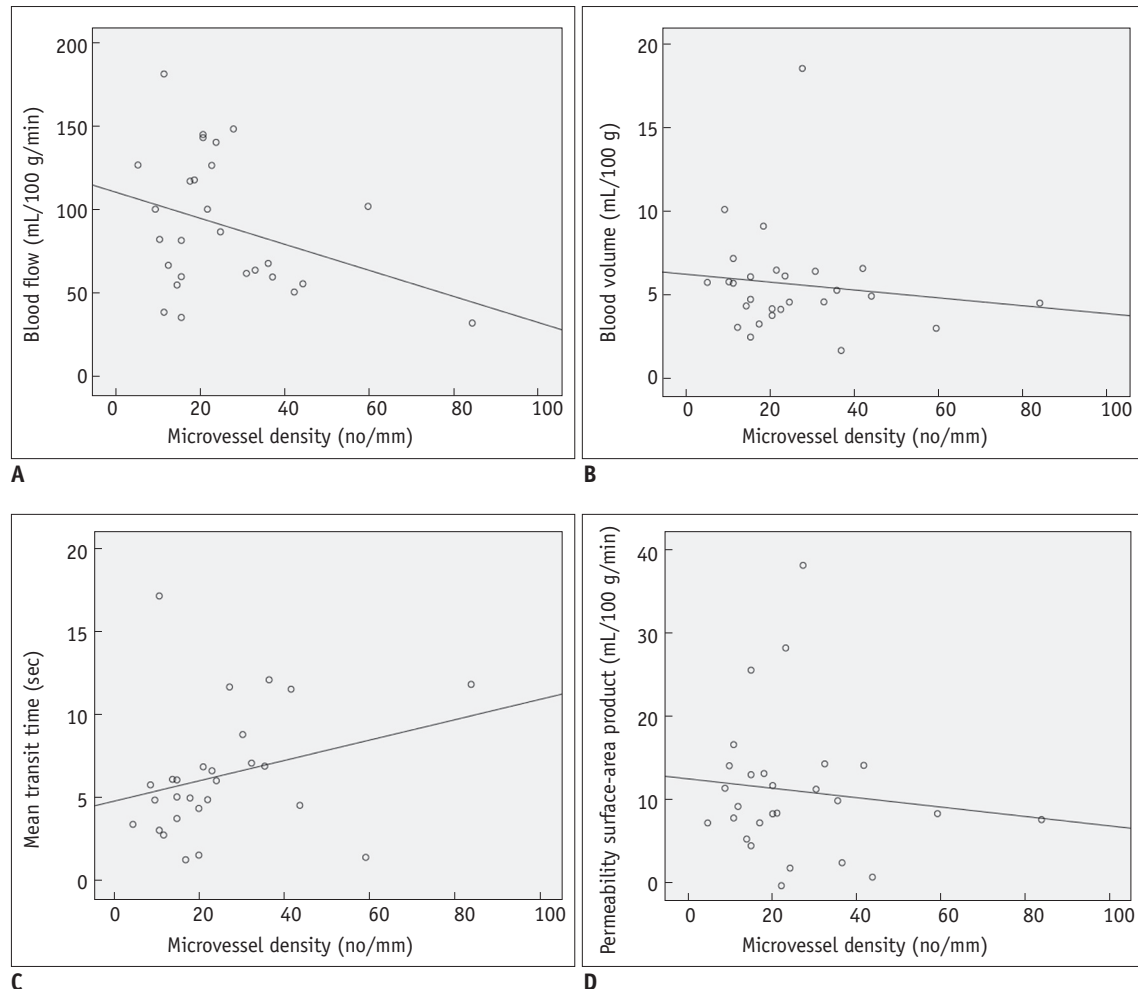 200
150
100
50
0
Blood flow (mL/100 g/min)
0 20 40 60 80 100
Microvessel density (no/mm)
A
20
15
10
5
0
Blood volume (mL/100 g)
0 20 40 60 80 100
Microvessel density (no/mm)
B
20
15
10
5
0
Mean transit time (sec)
0 20 40 60 80 100
Microvessel density (no/mm)
C
40
30
20
10
0
Permeability surface-area product (mL/100 g/min)
0 20 40 60 80 100
Microvessel density (no/mm)
D